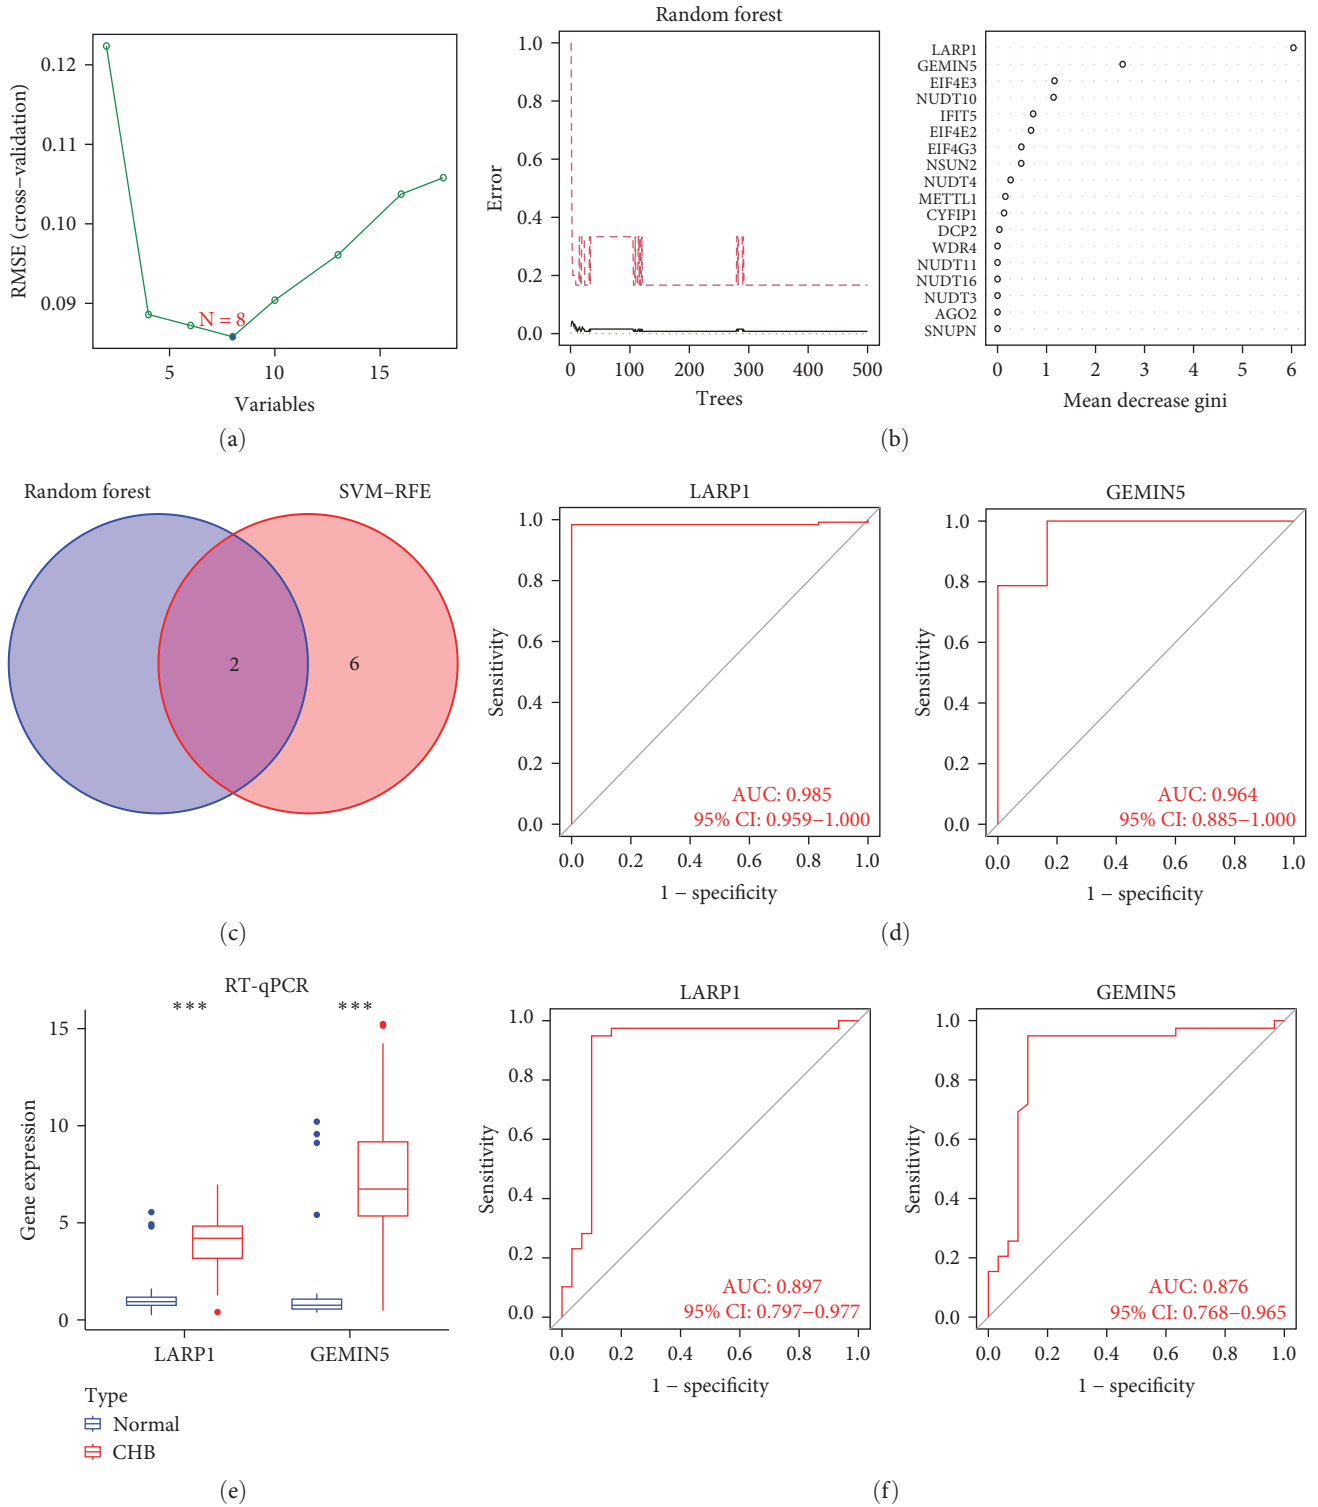 RMSE (cross−validation)
0.12
0.11
0.10
0.09
N = 8
5
10
15
Variables
(a)
Random forest
Error
1.0
0.8
0.6
0.4
0.2
0.0
0
100
200
300
400
500
Trees
LARP1
GEMIN5
EIF4E3
NUDT10
IFIT5
EIF4E2
EIF4G3
NSUN2
NUDT4
METTL1
CYFIP1
DCP2
WDR4
NUDT11
NUDT16
NUDT3
AGO2
SNUPN
0
1
2
3
4
5
6
Mean decrease gini
(b)
Random forest
SVM−RFE
2
6
(c)
LARP1
Sensitivity
1.0
0.8
0.6
0.4
0.2
0.0
AUC: 0.985
95% CI: 0.959−1.000
0.0
0.2
0.4
0.6
0.8
1.0
1 − specificity
GEMIN5
Sensitivity
1.0
0.8
0.6
0.4
0.2
0.0
AUC: 0.964
95% CI: 0.885−1.000
0.0
0.2
0.4
0.6
0.8
1.0
1 − specificity
(d)
RT-qPCR
***
***
Gene expression
15
10
5
0
LARP1
GEMIN5
Type
Normal
CHB
(e)
LARP1
Sensitivity
1.0
0.8
0.6
0.4
0.2
0.0
AUC: 0.897
95% CI: 0.797−0.977
0.0
0.2
0.4
0.6
0.8
1.0
1 − specificity
GEMIN5
Sensitivity
1.0
0.8
0.6
0.4
0.2
0.0
AUC: 0.876
95% CI: 0.768−0.965
0.0
0.2
0.4
0.6
0.8
1.0
1 − specificity
(f)